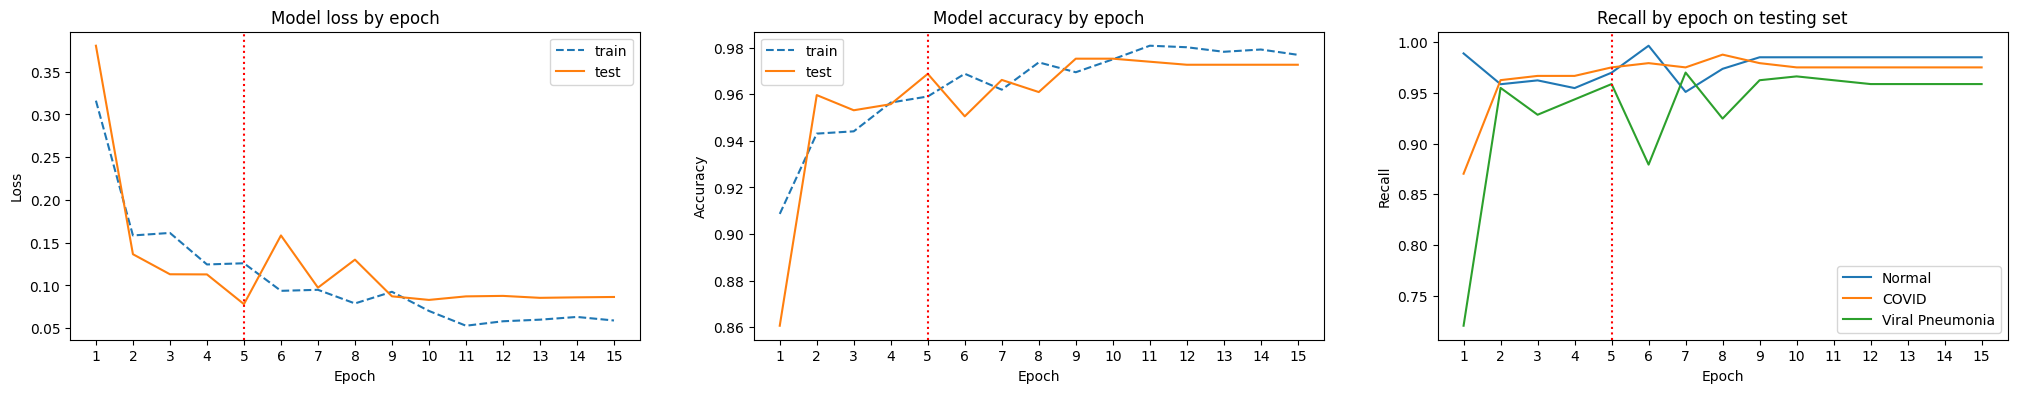 Model loss by epoch
train
test
0.35
0.30
0.25
0.20
0.15
0.10
0.05
Loss
1 2 3 4 5 6 7 8 9 10 11 12 13 14 15
Epoch
Model accuracy by epoch
train
test
0.98
0.96
0.94
0.92
0.90
0.88
0.86
Accuracy
1 2 3 4 5 6 7 8 9 10 11 12 13 14 15
Epoch
Recall by epoch on testing set
1.00
0.95
0.90
0.85
0.80
0.75
Recall
Normal
COVID
Viral Pneumonia
1 2 3 4 5 6 7 8 9 10 11 12 13 14 15
Epoch